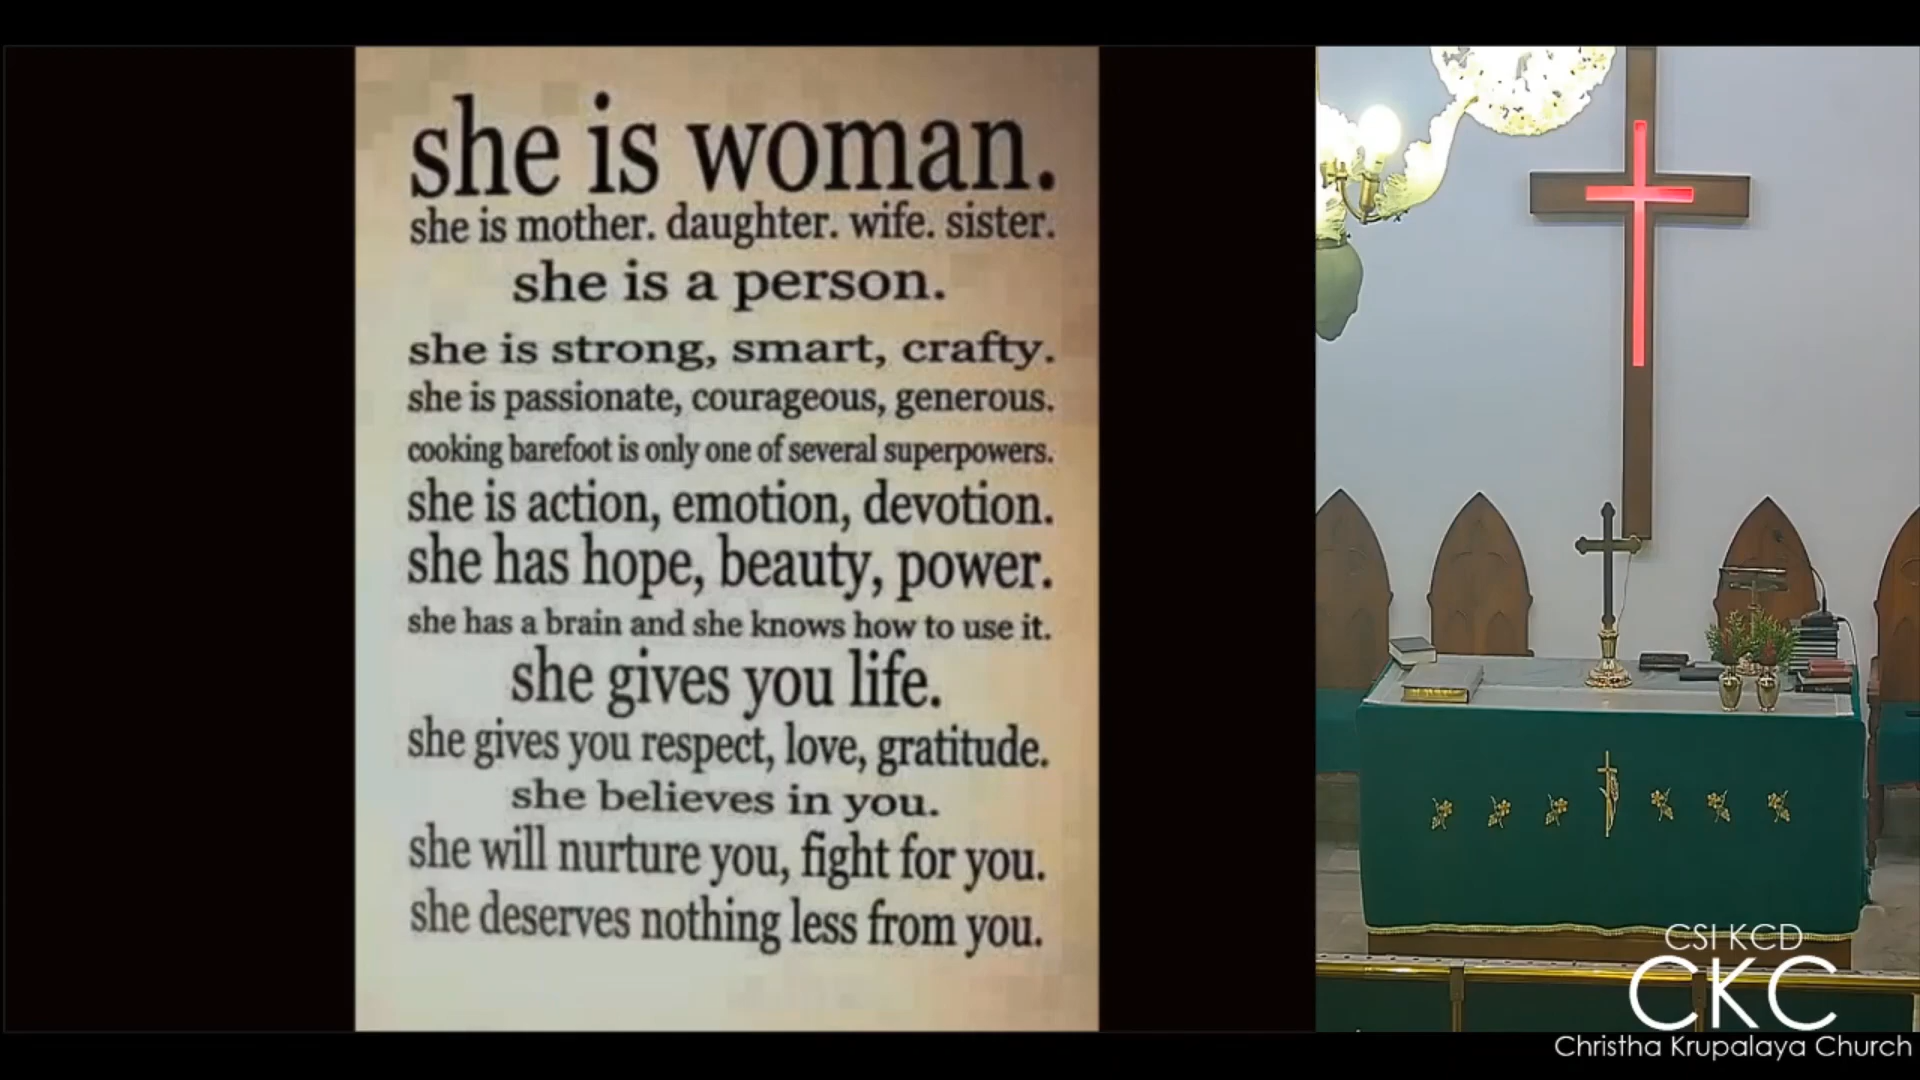 she is woman.
she is mother. daughter. wife. sister.
she is a person.
she is strong, smart, crafty.
she is passionate, courageous, generous.
cooking barefoot is only one of several superpowers.
she is action, emotion, devotion.
she has hope, beauty, power.
she has a brain and she knows how to use it.
she gives you life.
she gives you respect, love, gratitude.
she believes in you.
she will nurture you, fight for you.
she deserves nothing less from you.
CSI KCD
CKC
Christha Krupalaya Church